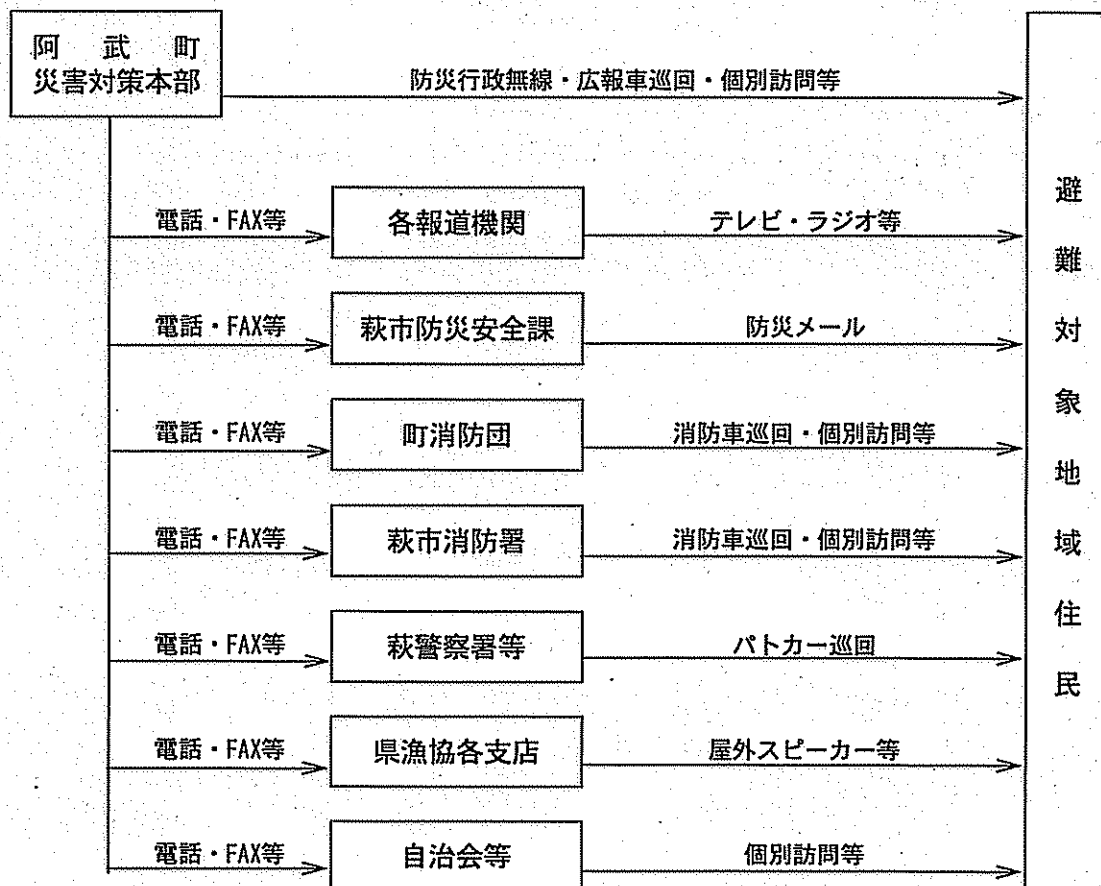 阿武町
災害対策本部
防災行政無線・広報車巡回・個別訪問等
電話・FAX等
各報道機関
テレビ・ラジオ等
電話・FAX等
萩市防災安全課
防災メール
電話・FAX等
町消防団
消防車巡回・個別訪問等
電話・FAX等
萩市消防署
消防車巡回・個別訪問等
電話・FAX等
萩警察署等
パトカー巡回
電話・FAX等
県漁協各支店
屋外スピーカー等
電話・FAX等
自治会等
個別訪問等
避難対象地域住民